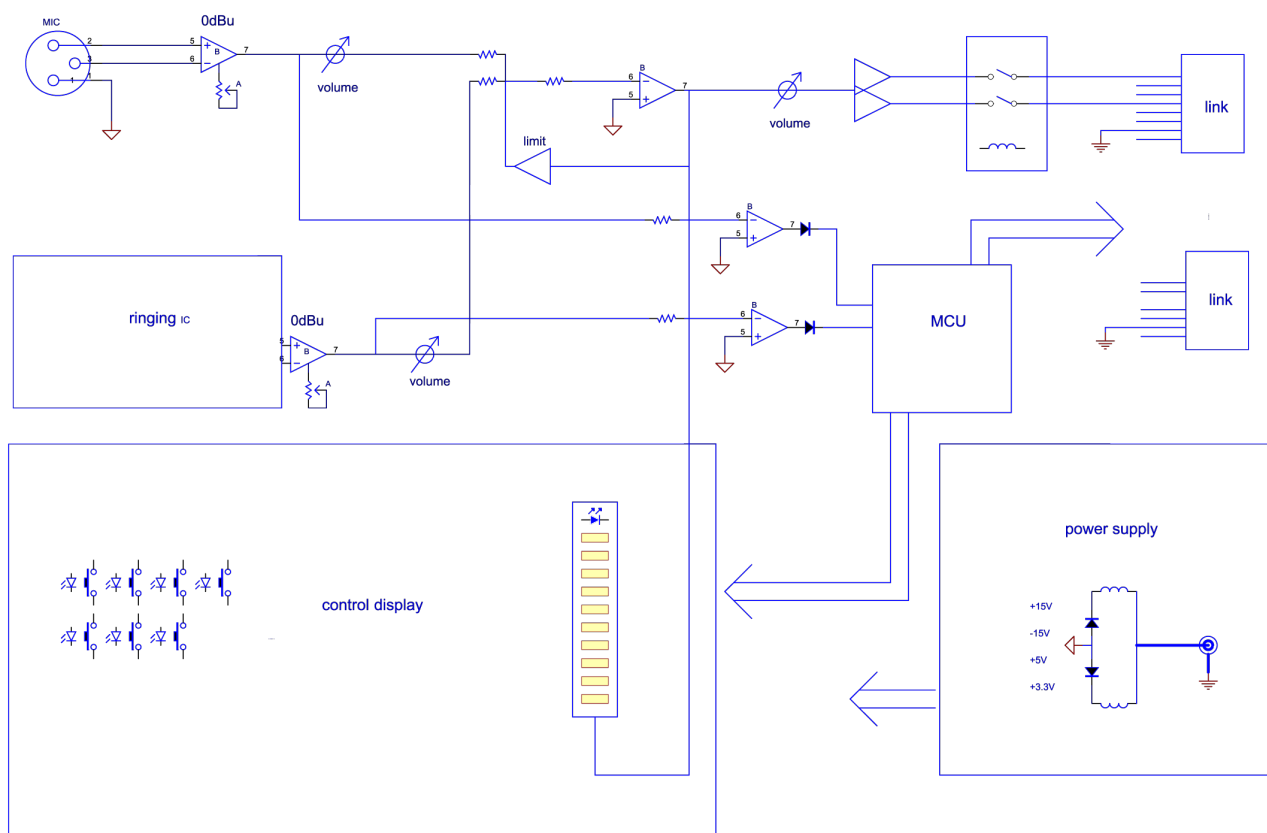 MIC
0dBu
2
3
1
1
5
6
B
7
A
volume
B
6
5
7
volume
link
limit
B
6
5
7
ringing IC
0dBu
5
6
B
7
A
volume
B
6
5
7
MCU
link
control display
power supply
+15V
-15V
+5V
+3.3V